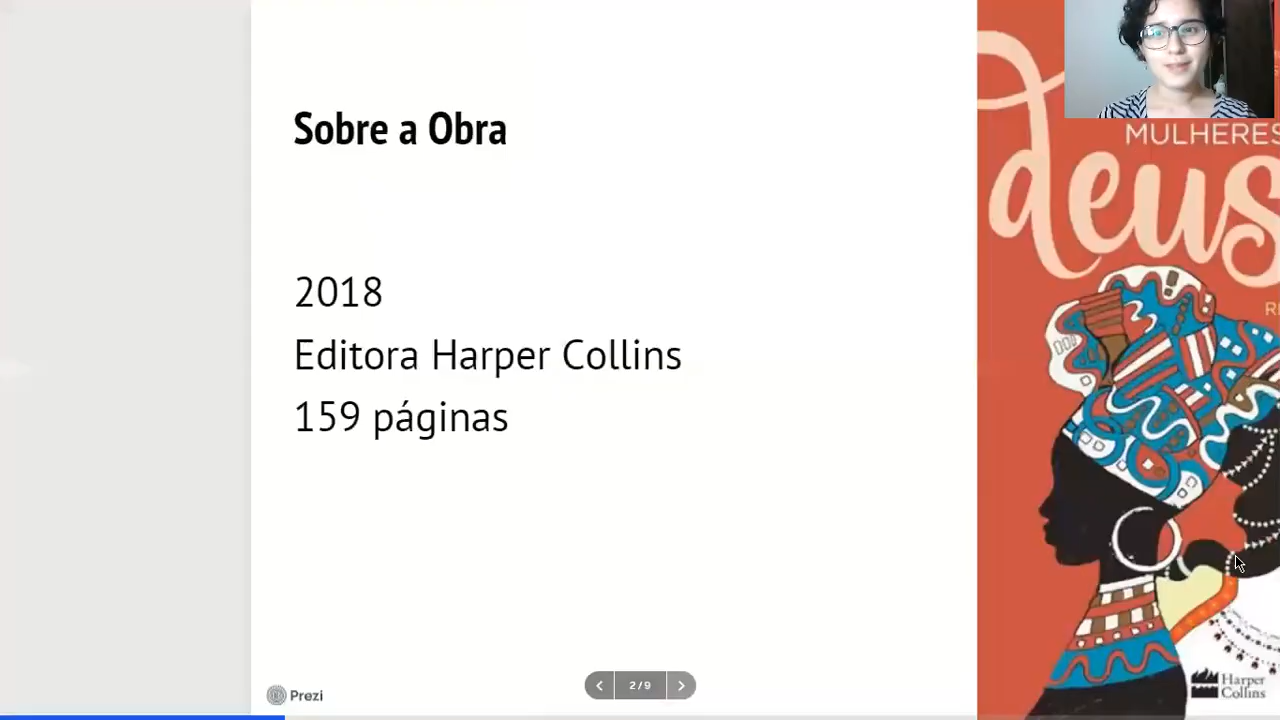 Sobre a Obra
2018
Editora Harper Collins
159 páginas
MULHERES
deus
Harper
Collins
Prezi
2/9